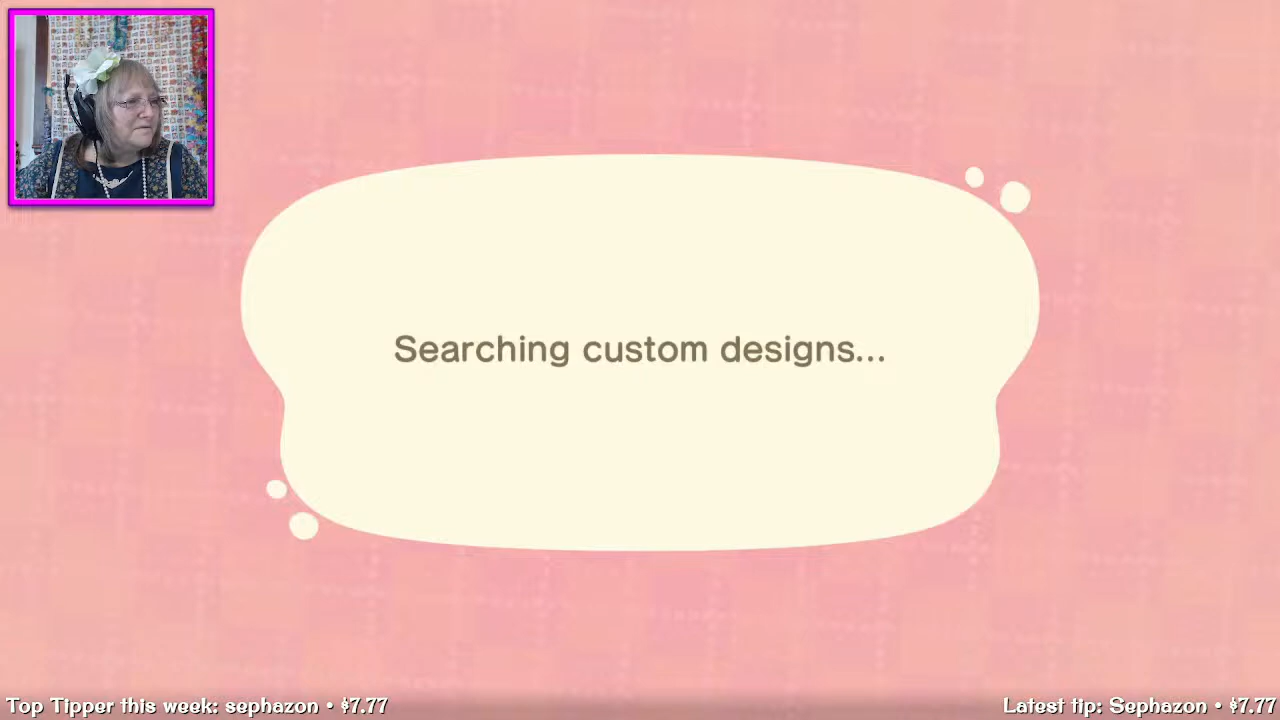 Searching custom designs...
Top Tipper this week: sephazon • $7.77
Latest tip: Sephazon • $7.77